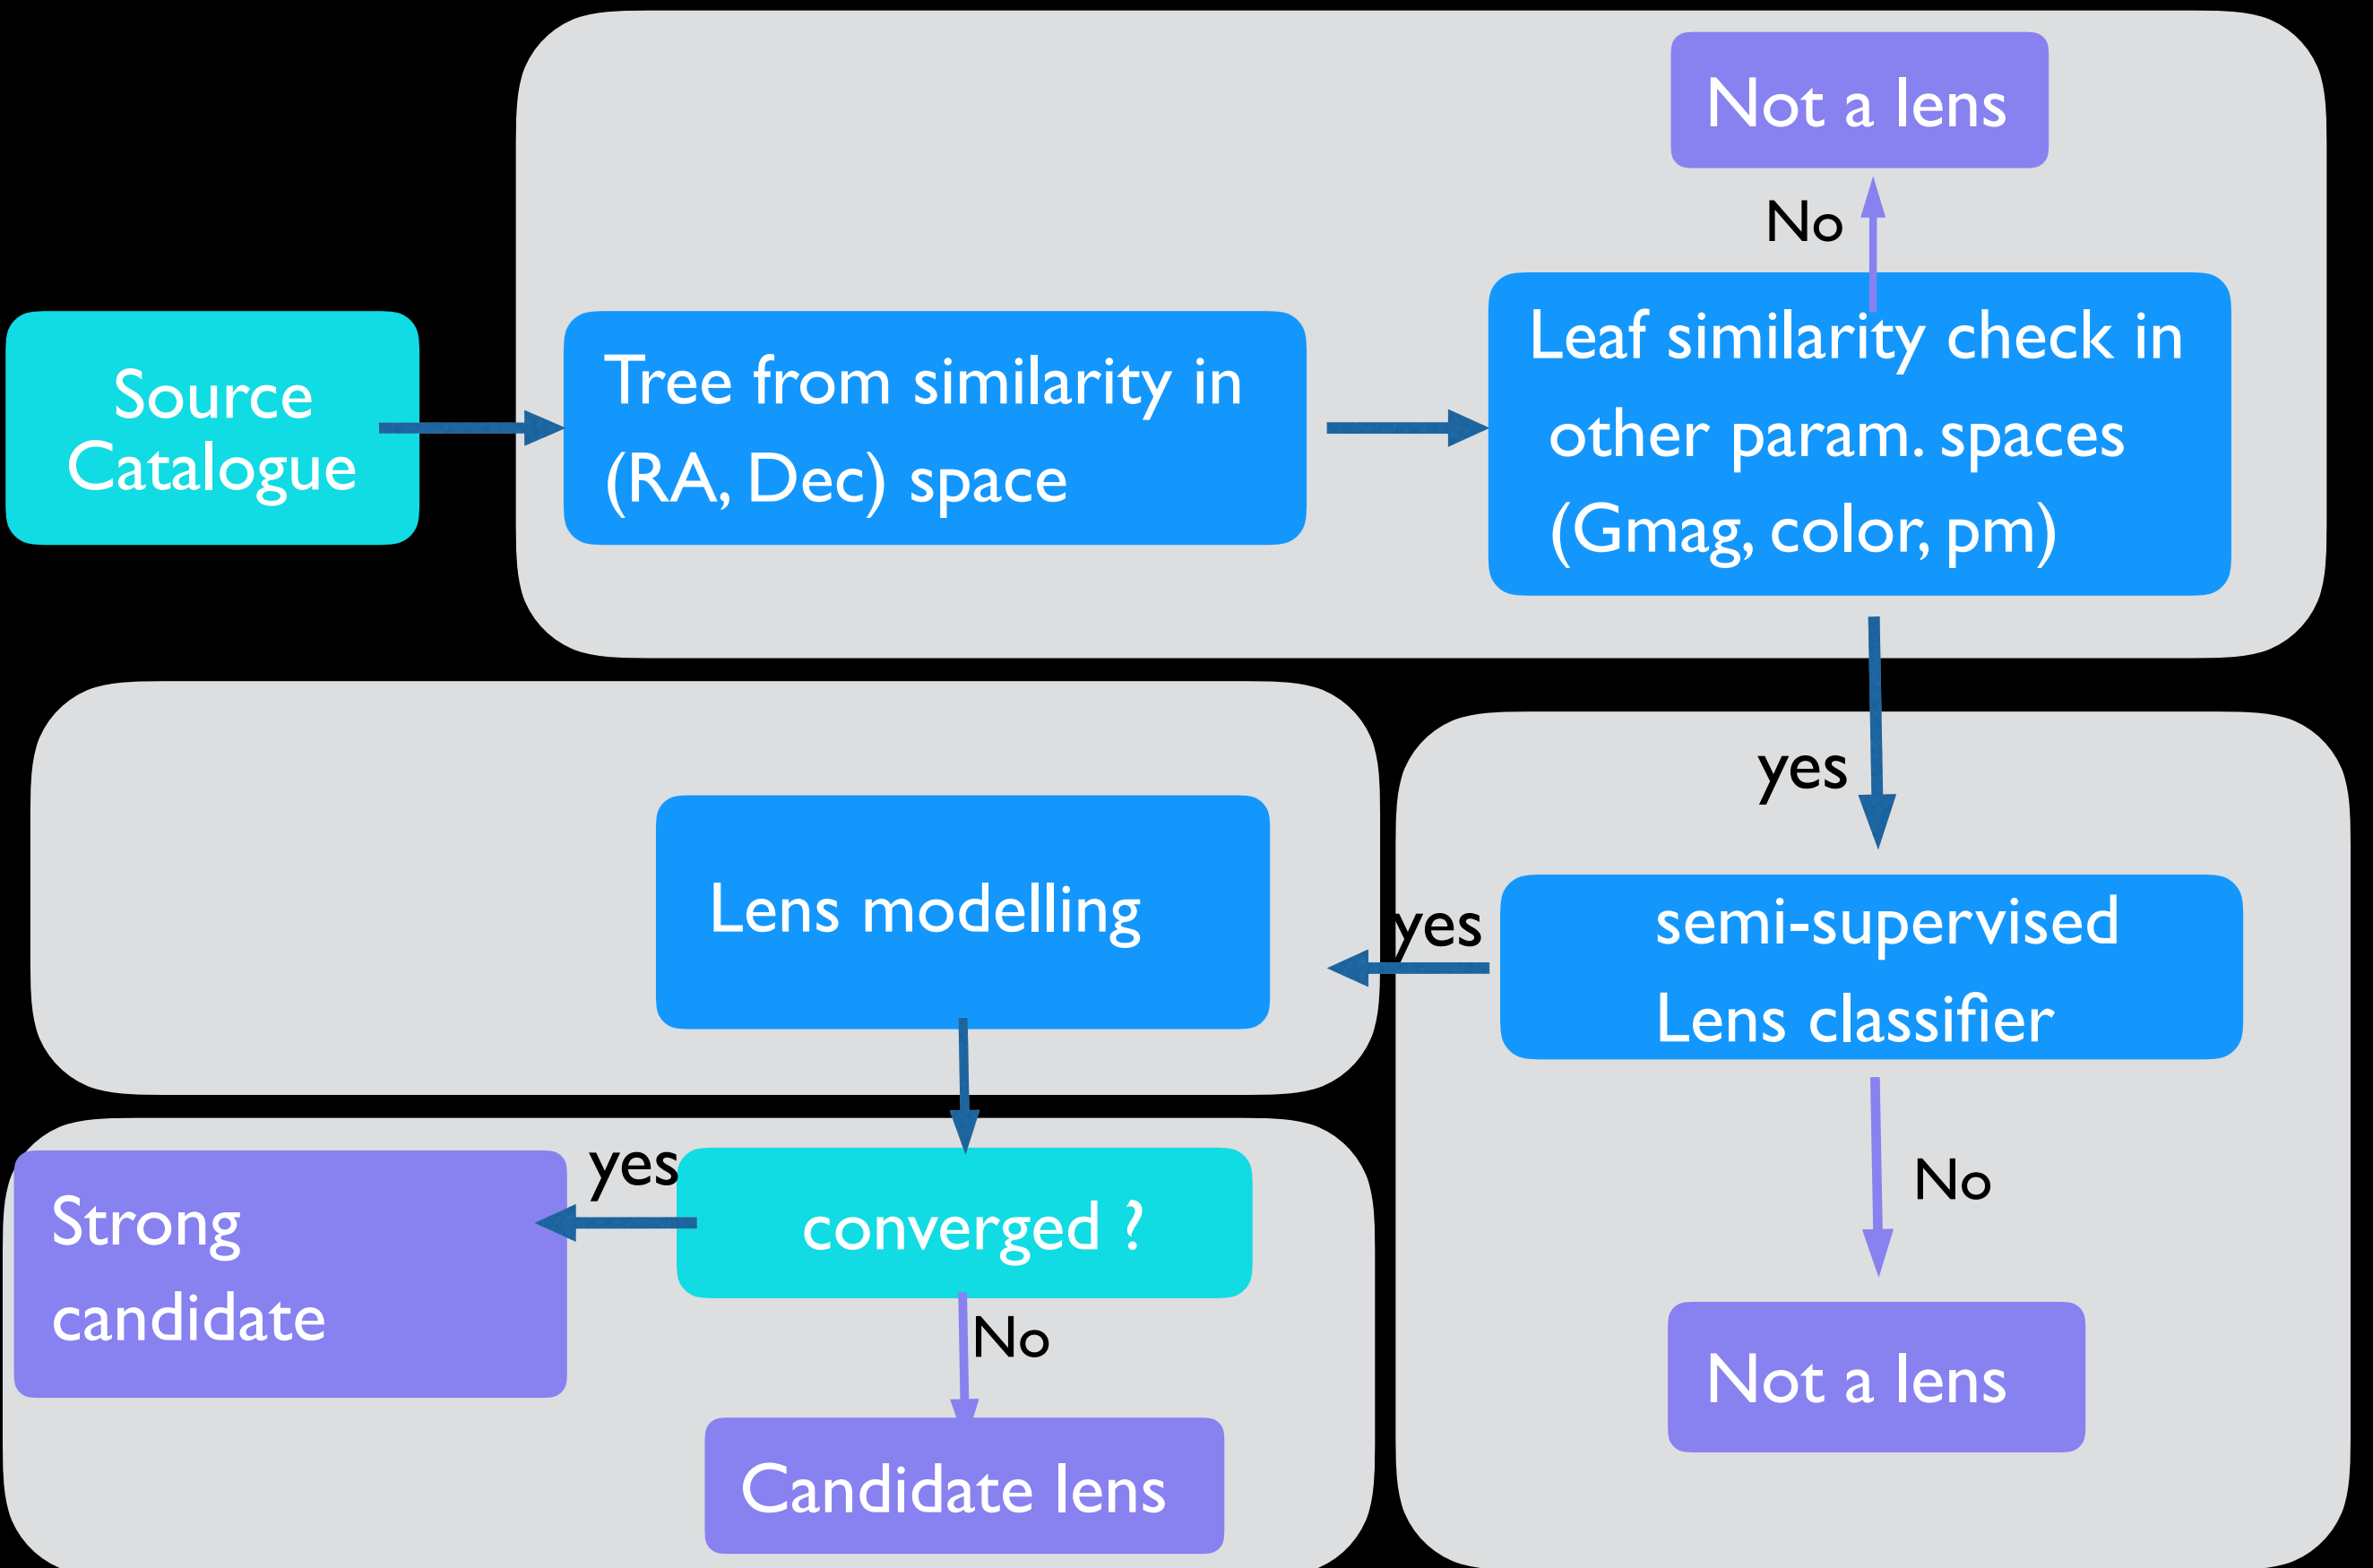 Not a lens
No
Source
Catalogue
Tree from similarity in
(RA, Dec) space
Leaf similarity check in
other param. spaces
(Gmag, color, pm)
yes
Lens modelling
yes
semi-supervised
Lens classifier
yes
Strong
candidate
converged ?
No
No
Candidate lens
Not a lens